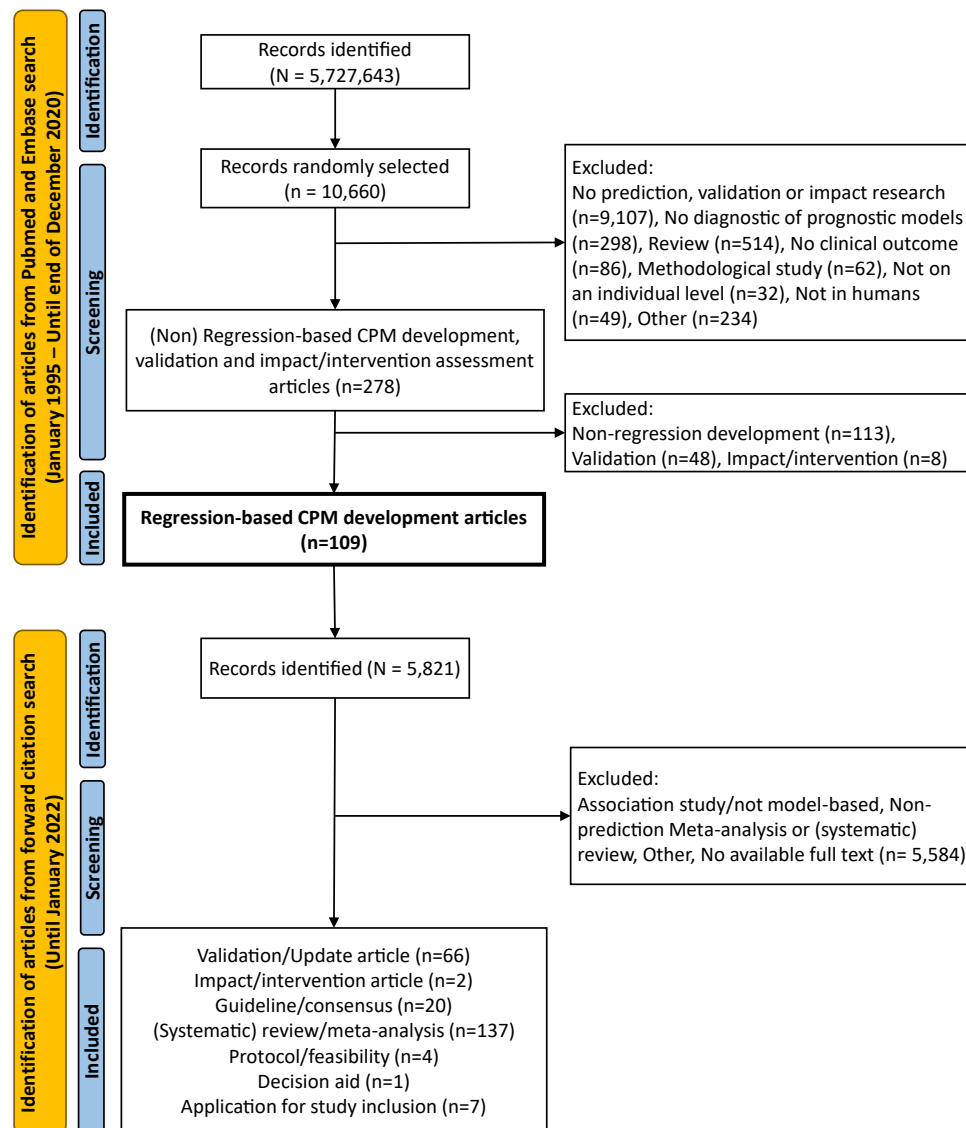 Identification of articles from Pubmed and Embase search
(January 1995 – Until end of December 2020)
Identification
Screening
Included
Records identified
(N = 5,727,643)
Records randomly selected
(n = 10,660)
Excluded:
No prediction, validation or impact research
(n=9,107), No diagnostic of prognostic models
(n=298), Review (n=514), No clinical outcome
(n=86), Methodological study (n=62), Not on
an individual level (n=32), Not in humans
(n=49), Other (n=234)
(Non) Regression-based CPM development,
validation and impact/intervention assessment
articles (n=278)
Excluded:
Non-regression development (n=113),
Validation (n=48), Impact/intervention (n=8)
Regression-based CPM development articles
(n=109)
Identification of articles from forward citation search
(Until January 2022)
Identification
Screening
Included
Records identified (N = 5,821)
Excluded:
Association study/not model-based, Non-
prediction Meta-analysis or (systematic)
review, Other, No available full text (n= 5,584)
Validation/Update article (n=66)
Impact/intervention article (n=2)
Guideline/consensus (n=20)
(Systematic) review/meta-analysis (n=137)
Protocol/feasibility (n=4)
Decision aid (n=1)
Application for study inclusion (n=7)